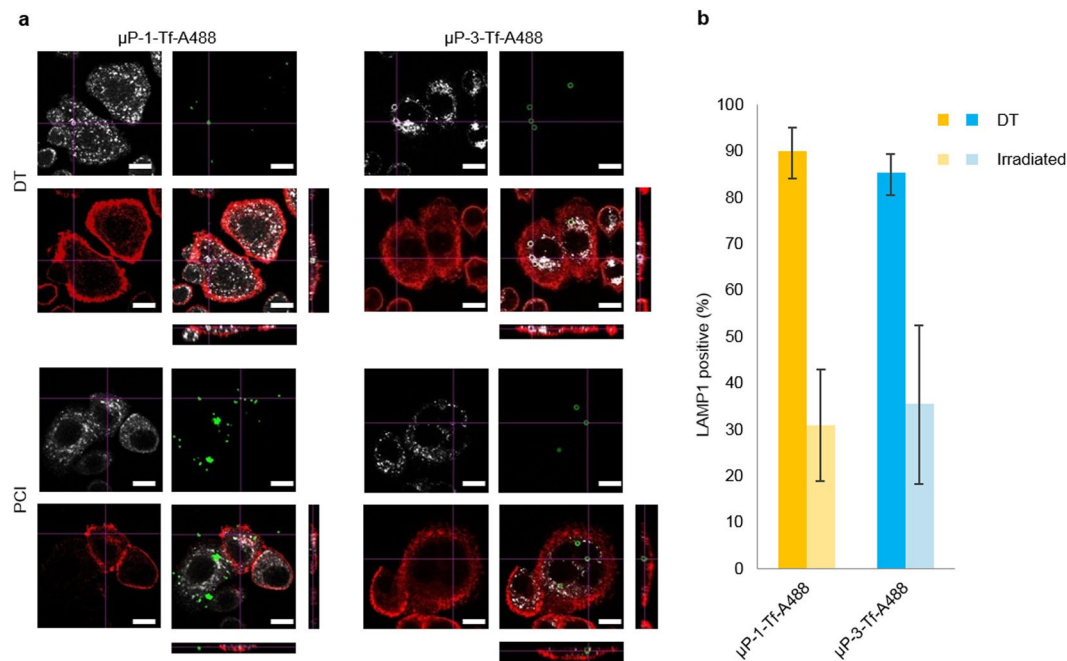 a
μP-1-Tf-A488
μP-3-Tf-A488
DT
PCI
b
100
90
80
70
60
50
40
30
20
10
0
LAMP1 positive (%)
DT
Irradiated
μP-1-Tf-A488
μP-3-Tf-A488